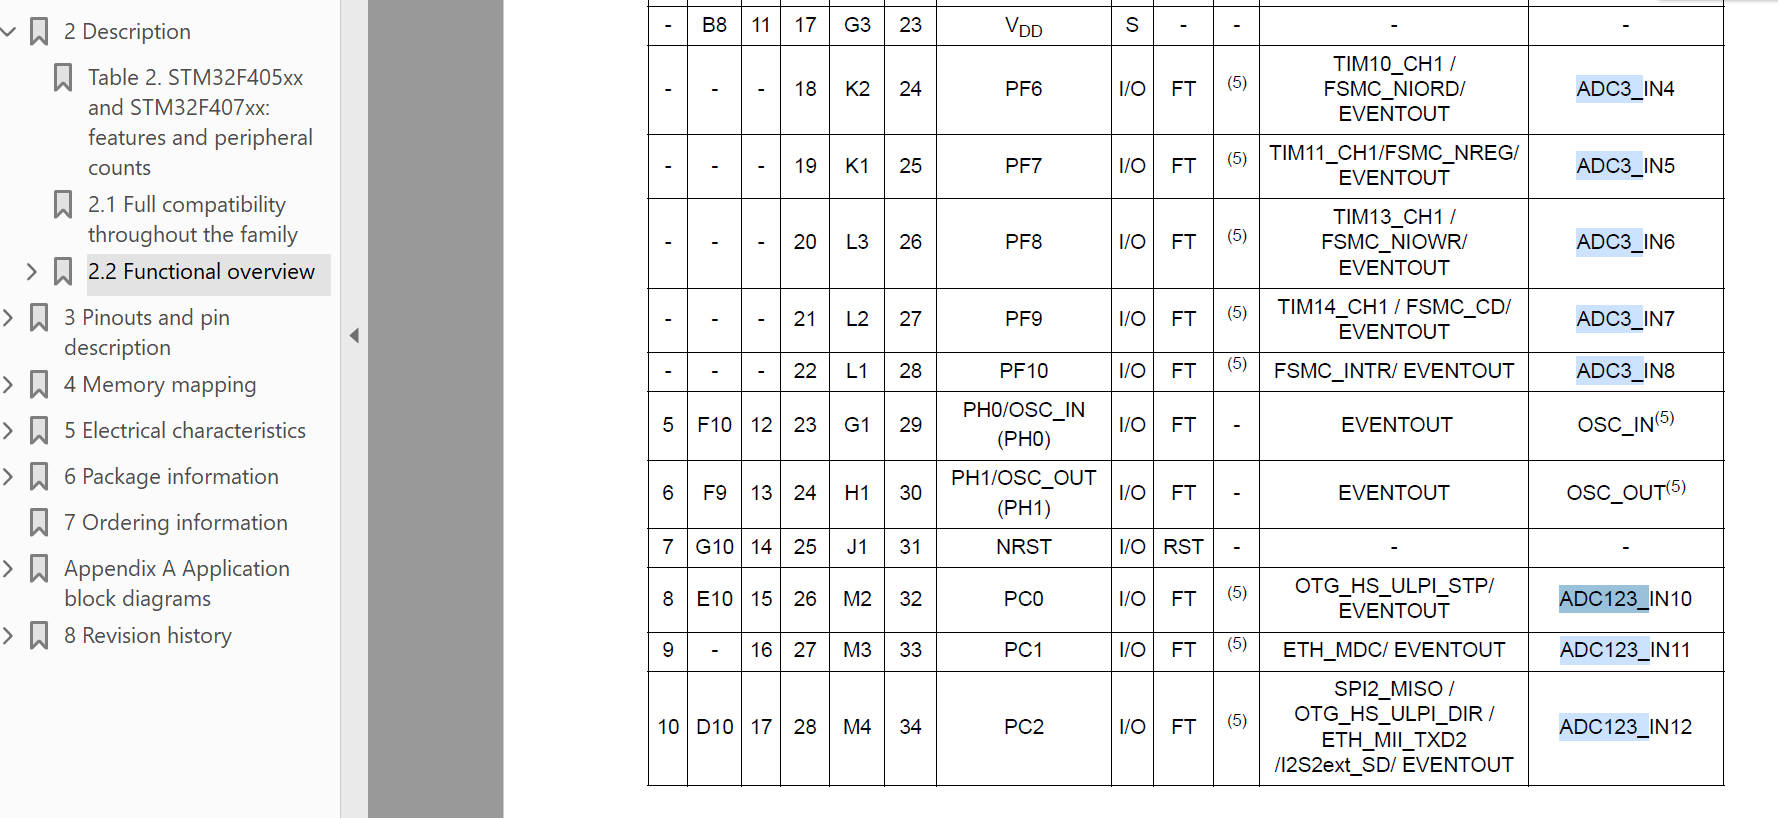 2 Description
Table 2. STM32F405xx
and STM32F407xx:
features and peripheral
counts
2.1 Full compatibility
throughout the family
2.2 Functional overview
3 Pinouts and pin
description
4 Memory mapping
5 Electrical characteristics
6 Package information
7 Ordering information
Appendix A Application
block diagrams
8 Revision history
- B8 11 17 G3 23 VDD S - - - -
- - - 18 K2 24 PF6 I/O FT (5) TIM10_CH1 /
FSMC_NIORD/
EVENTOUT
ADC3_IN4
- - - 19 K1 25 PF7 I/O FT (5) TIM11_CH1/FSMC_NREG/
EVENTOUT
ADC3_IN5
- - - 20 L3 26 PF8 I/O FT (5) TIM13_CH1 /
FSMC_NIOWR/
EVENTOUT
ADC3_IN6
- - - 21 L2 27 PF9 I/O FT (5) TIM14_CH1 / FSMC_CD/
EVENTOUT
ADC3_IN7
- - - 22 L1 28 PF10 I/O FT (5) FSMC_INTR/ EVENTOUT ADC3_IN8
5 F10 12 23 G1 29 PH0/OSC_IN
(PH0)
I/O FT - EVENTOUT OSC_IN(5)
6 F9 13 24 H1 30 PH1/OSC_OUT
(PH1)
I/O FT - EVENTOUT OSC_OUT(5)
7 G10 14 25 J1 31 NRST I/O RST - - -
8 E10 15 26 M2 32 PC0 I/O FT (5) OTG_HS_ULPI_STP/
EVENTOUT
ADC123_IN10
9 - 16 27 M3 33 PC1 I/O FT (5) ETH_MDC/ EVENTOUT ADC123_IN11
10 D10 17 28 M4 34 PC2 I/O FT (5) SPI2_MISO /
OTG_HS_ULPI_DIR /
ETH_MII_TXD2
/I2S2ext_SD/ EVENTOUT
ADC123_IN12